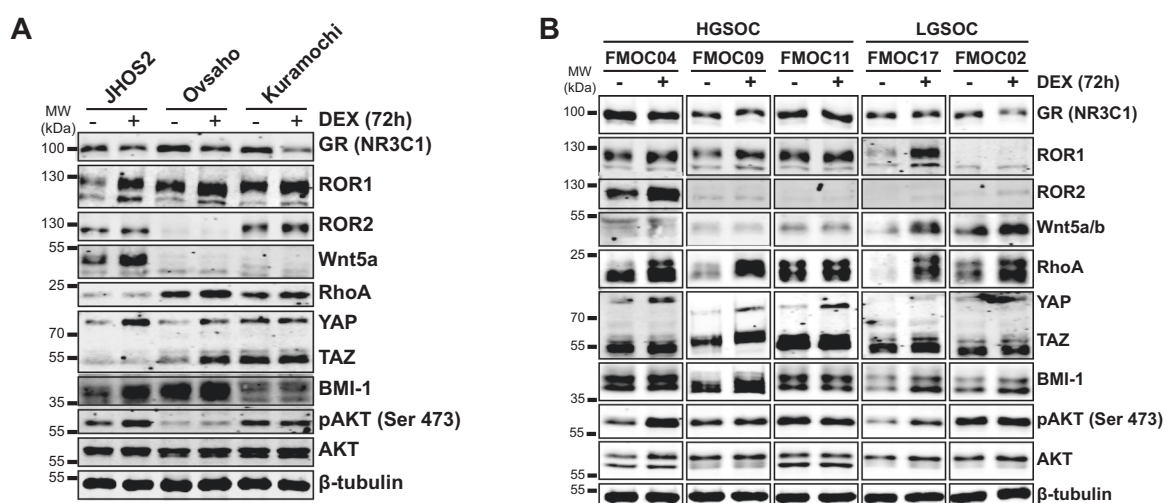 A
JHOS2 Ovsaho Kuramochi
MW
(kDa)
- + - + - + DEX (72h)
100 GR (NR3C1)
130 ROR1
130 ROR2
55 Wnt5a
25 RhoA
YAP
70
55 TAZ
35 BMI-1
55 pAKT (Ser 473)
55 AKT
55 β-tubulin
B
HGSOC LGSOC
FMOC04 FMOC09 FMOC11 FMOC17 FMOC02
MW
(kDa)
- + - + - + - + - + DEX (72h)
100 GR (NR3C1)
130 ROR1
130 ROR2
55 Wnt5a/b
25 RhoA
YAP
70
55 TAZ
35 BMI-1
55 pAKT (Ser 473)
55 AKT
55 β-tubulin